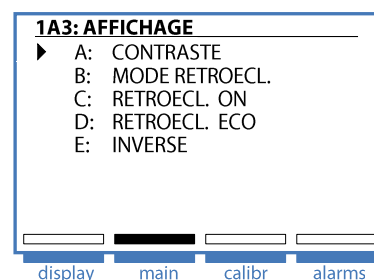 1A3: AFFICHAGE
A: CONTRASTE
B: MODE RETROECL.
C: RETROECL. ON
D: RETROECL. ECO
E: INVERSE
display main calibr alarms